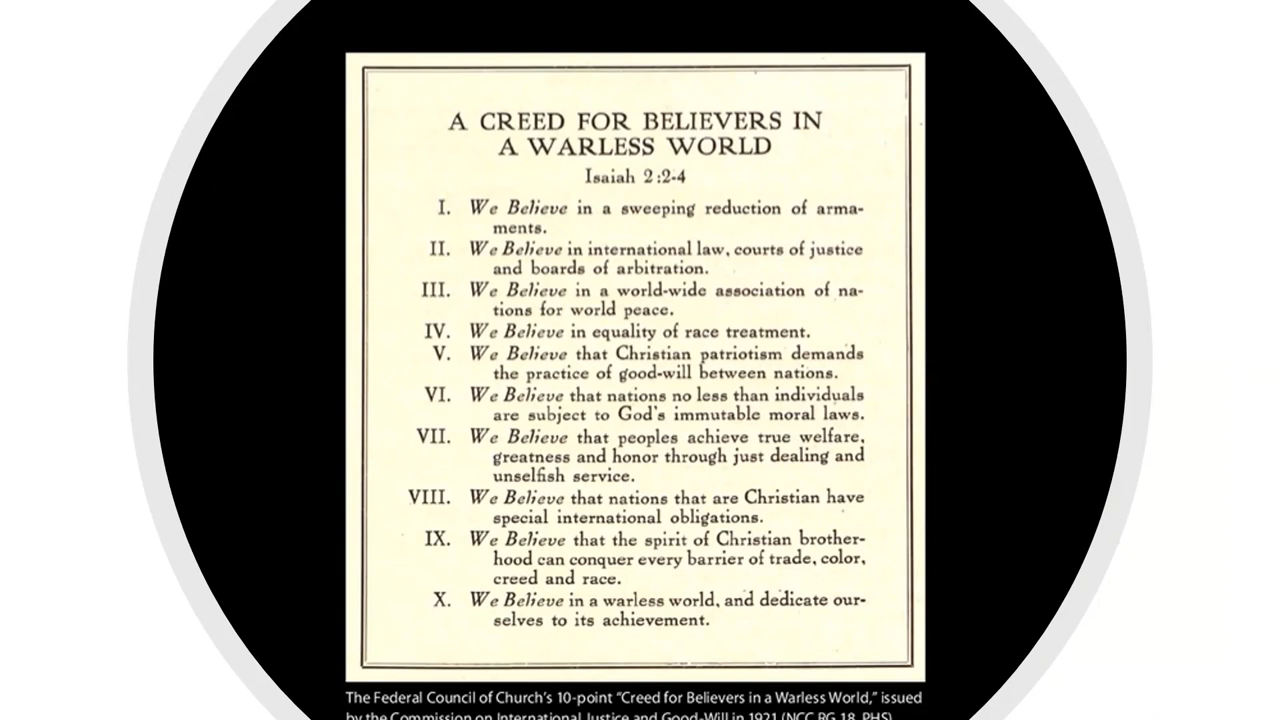 A CREED FOR BELIEVERS IN
A WARLESS WORLD
Isaiah 2:2-4
I. We Believe in a sweeping reduction of arma-
ments.
II. We Believe in international law, courts of justice
and boards of arbitration.
III. We Believe in a world-wide association of na-
tions for world peace.
IV. We Believe in equality of race treatment.
V. We Believe that Christian patriotism demands
the practice of good-will between nations.
VI. We Believe that nations no less than individuals
are subject to God's immutable moral laws.
VII. We Believe that peoples achieve true welfare,
greatness and honor through just dealing and
unselfish service.
VIII. We Believe that nations that are Christian have
special international obligations.
IX. We Believe that the spirit of Christian brother-
hood can conquer every barrier of trade, color,
creed and race.
X. We Believe in a warless world, and dedicate our-
selves to its achievement.
The Federal Council of Church's 10-point "Creed for Believers in a Warless World," issued
by the Commission on International Justice and Good-Will in 1921 (NCC RG 18, PHS)